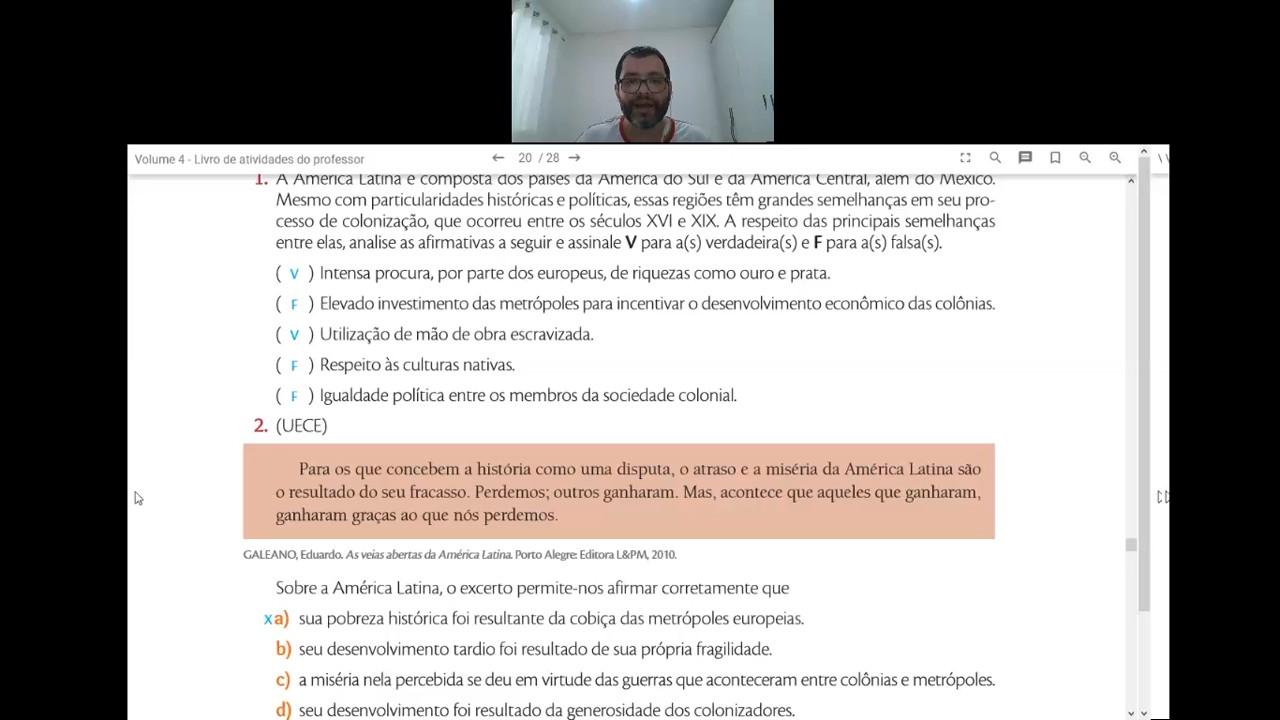 Volume 4 - Livro de atividades do professor
20 / 28
1. A América Latina é composta dos países da América do Sul e da América Central, além do México.
Mesmo com particularidades históricas e políticas, essas regiões têm grandes semelhanças em seu pro-
cesso de colonização, que ocorreu entre os séculos XVI e XIX. A respeito das principais semelhanças
entre elas, analise as afirmativas a seguir e assinale V para a(s) verdadeira(s) e F para a(s) falsa(s).
( V ) Intensa procura, por parte dos europeus, de riquezas como ouro e prata.
( F ) Elevado investimento das metrópoles para incentivar o desenvolvimento econômico das colônias.
( V ) Utilização de mão de obra escravizada.
( F ) Respeito às culturas nativas.
( F ) Igualdade política entre os membros da sociedade colonial.
2. (UECE)
Para os que concebem a história como uma disputa, o atraso e a miséria da América Latina são
o resultado do seu fracasso. Perdemos; outros ganharam. Mas, acontece que aqueles que ganharam,
ganharam graças ao que nós perdemos.
GALEANO, Eduardo. As veias abertas da América Latina. Porto Alegre: Editora L&PM, 2010.
Sobre a América Latina, o excerto permite-nos afirmar corretamente que
x a) sua pobreza histórica foi resultante da cobiça das metrópoles europeias.
b) seu desenvolvimento tardio foi resultado de sua própria fragilidade.
c) a miséria nela percebida se deu em virtude das guerras que aconteceram entre colônias e metrópoles.
d) seu desenvolvimento foi resultado da generosidade dos colonizadores.